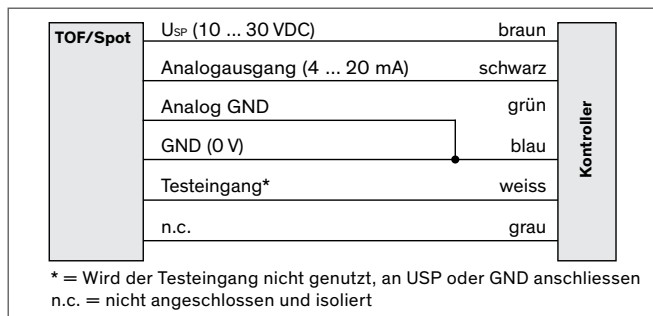 TOF/Spot
USP (10 ... 30 VDC) braun
Analogausgang (4 ... 20 mA) schwarz
Analog GND grün
GND (0 V) blau
Testeingang* weiss
n.c. grau
Kontroller
* = Wird der Testeingang nicht genutzt, an USP oder GND anschliessen
n.c. = nicht angeschlossen und isoliert